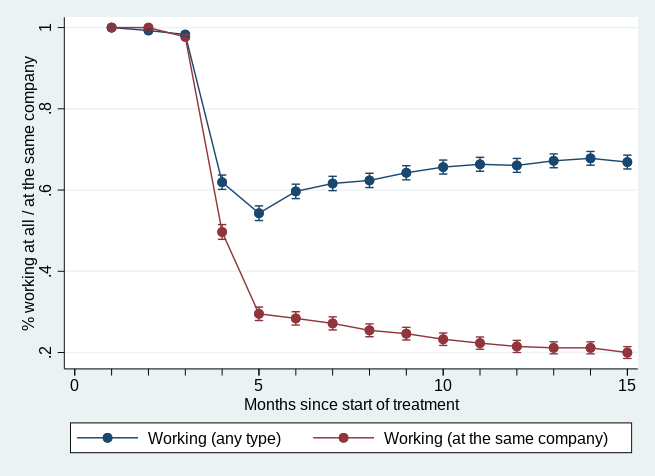 % working at all / at the same company
1
.8
.6
.4
.2
0 5 10 15
Months since start of treatment
Working (any type) Working (at the same company)